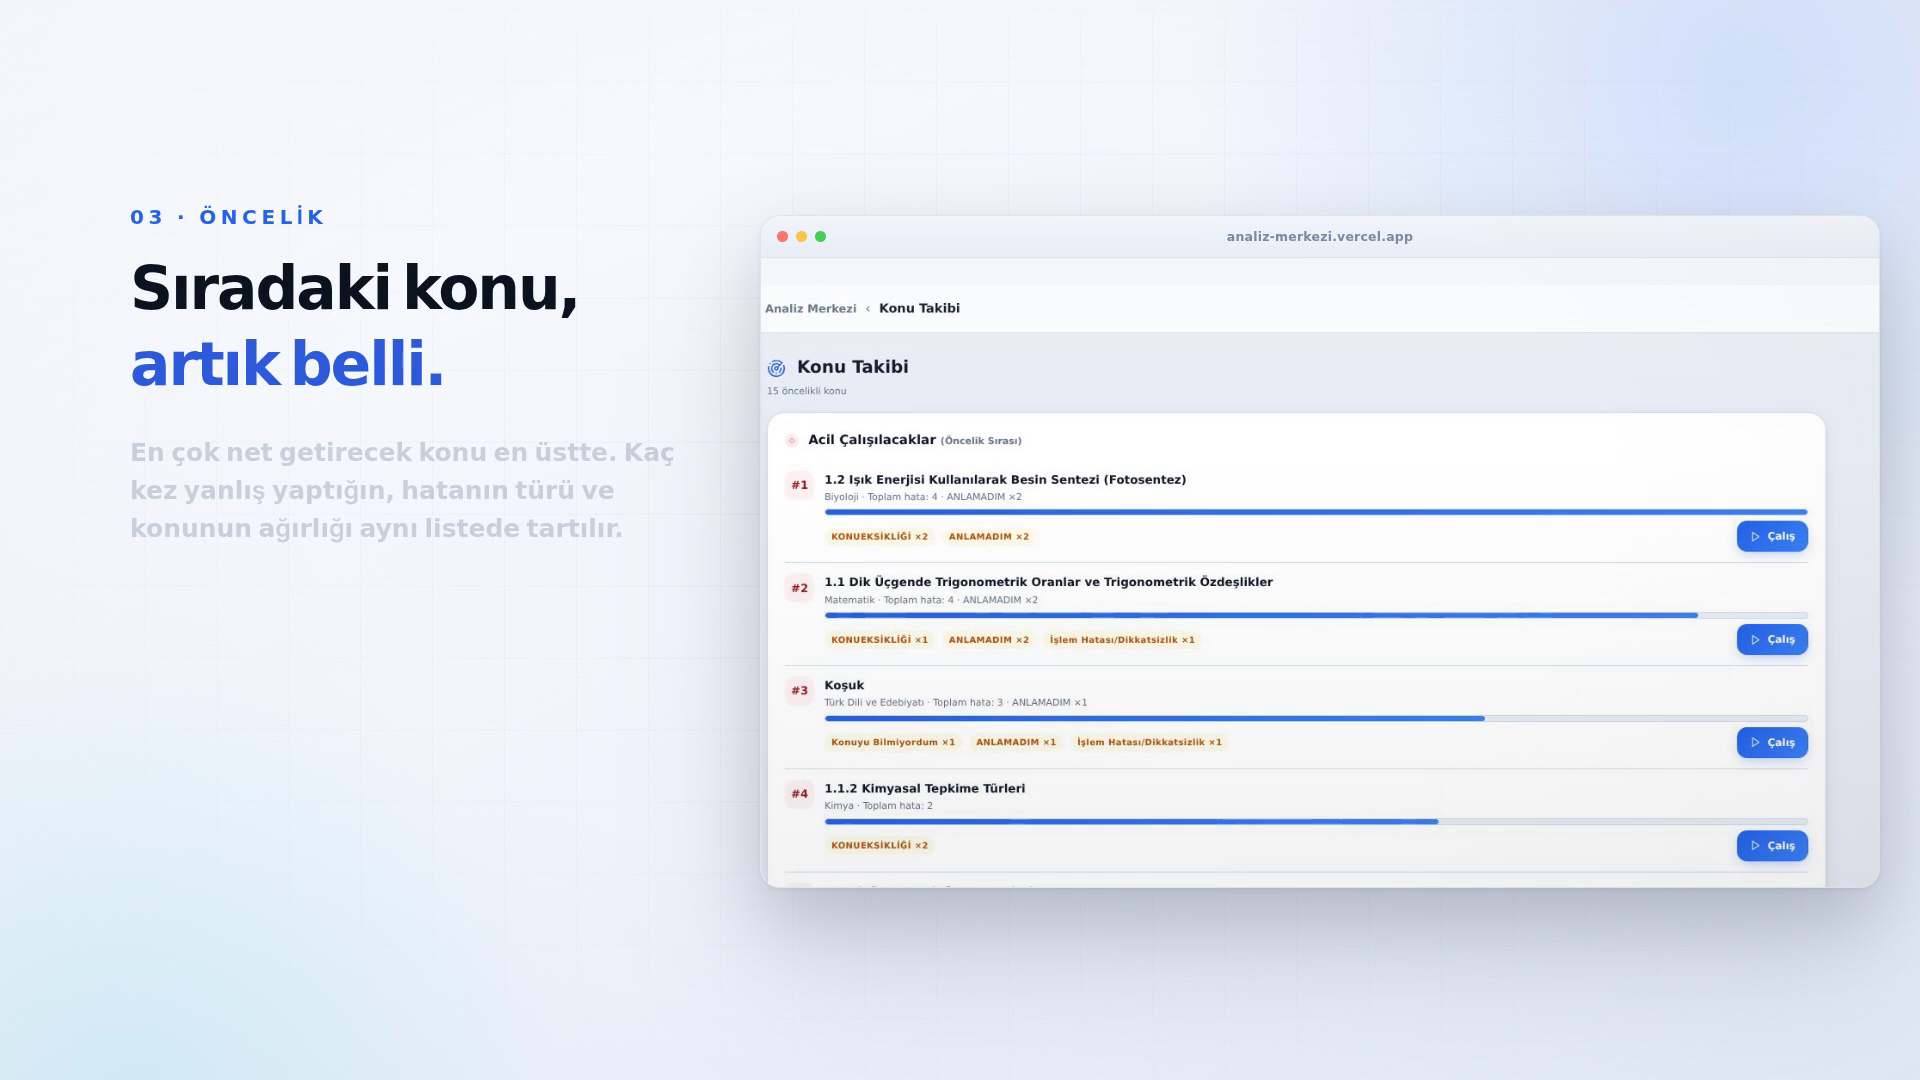 03 · ÖNCELİK
Sıradaki konu,
artık belli.
En çok net getirecek konu en üstte. Kaç
kez yanlış yaptığın, hatanın türü ve
konunun ağırlığı aynı listede tartılır.
analiz-merkezi.vercel.app
Analiz Merkezi ‹ Konu Takibi
Konu Takibi
15 öncelikli konu
Acil Çalışılacaklar (Öncelik Sırası)
#1 1.2 Işık Enerjisi Kullanılarak Besin Sentezi (Fotosentez)
Biyoloji · Toplam hata: 4 · ANLAMADIM ×2
KONUEKSİKLİĞİ ×2 ANLAMADIM ×2 Çalış
#2 1.1 Dik Üçgende Trigonometrik Oranlar ve Trigonometrik Özdeşlikler
Matematik · Toplam hata: 4 · ANLAMADIM ×2
KONUEKSİKLİĞİ ×1 ANLAMADIM ×2 İşlem Hatası/Dikkatsizlik ×1 Çalış
#3 Koşuk
Türk Dili ve Edebiyatı · Toplam hata: 3 · ANLAMADIM ×1
Konuyu Bilmiyordum ×1 ANLAMADIM ×1 İşlem Hatası/Dikkatsizlik ×1 Çalış
#4 1.1.2 Kimyasal Tepkime Türleri
Kimya · Toplam hata: 2
KONUEKSİKLİĞİ ×2 Çalış